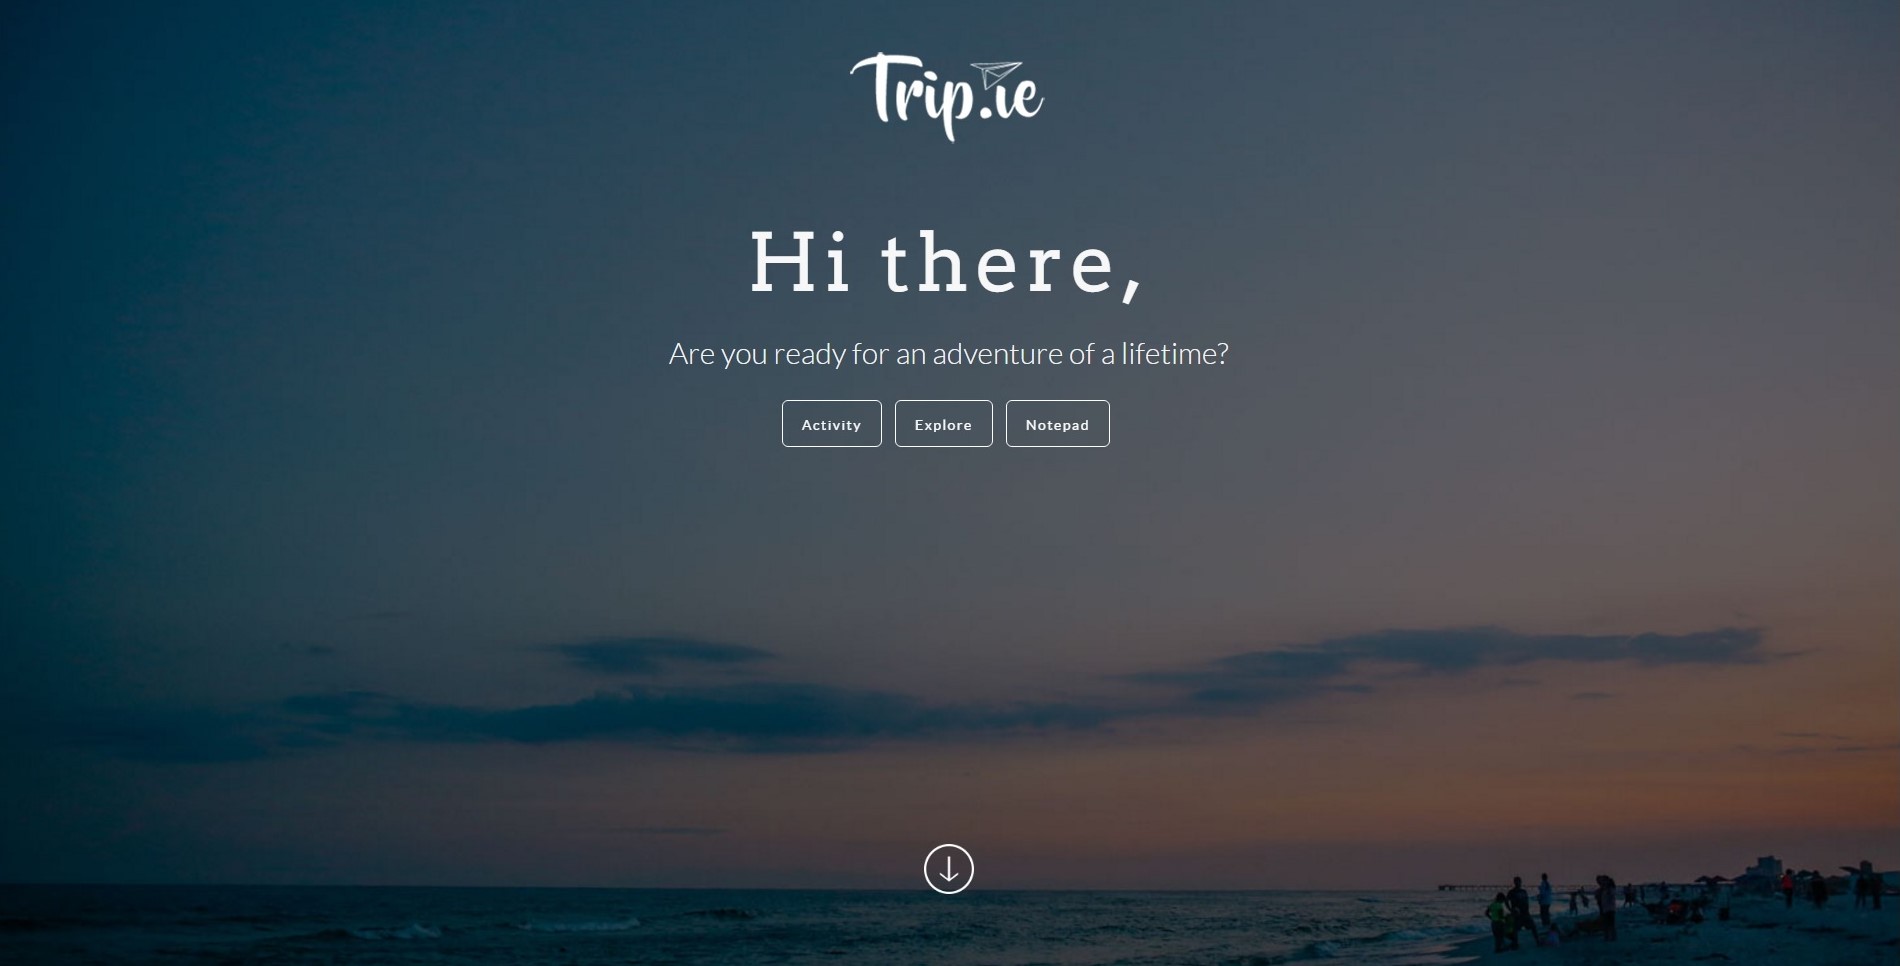 Trip.ie
Hi there,
Are you ready for an adventure of a lifetime?
Activity Explore Notepad